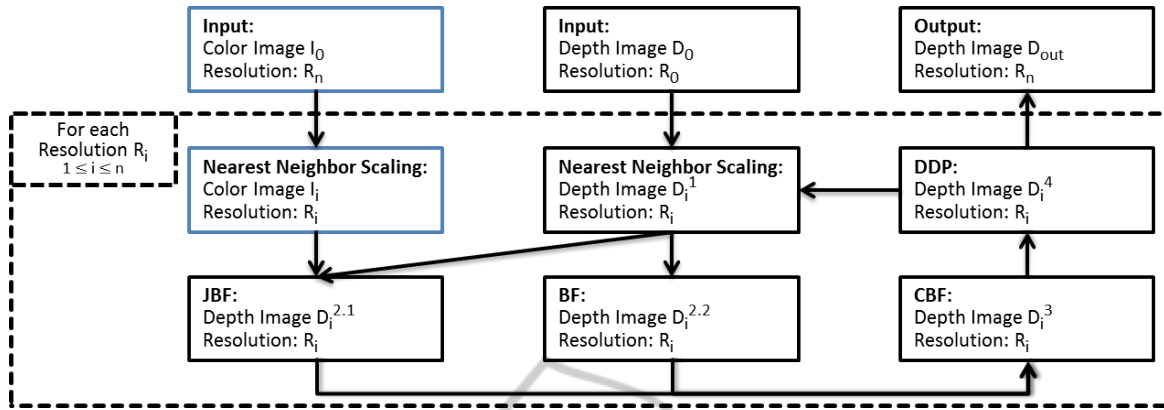 Input:
Color Image I₀
Resolution: Rₙ
Input:
Depth Image D₀
Resolution: R₀
Output:
Depth Image Dₒᵤₜ
Resolution: Rₙ
For each
Resolution Rᵢ
1 ≤ i ≤ n
Nearest Neighbor Scaling:
Color Image Iᵢ
Resolution: Rᵢ
Nearest Neighbor Scaling:
Depth Image Dᵢ¹
Resolution: Rᵢ
DDP:
Depth Image Dᵢ⁴
Resolution: Rᵢ
JBF:
Depth Image Dᵢ²·¹
Resolution: Rᵢ
BF:
Depth Image Dᵢ²·²
Resolution: Rᵢ
CBF:
Depth Image Dᵢ³
Resolution: Rᵢ